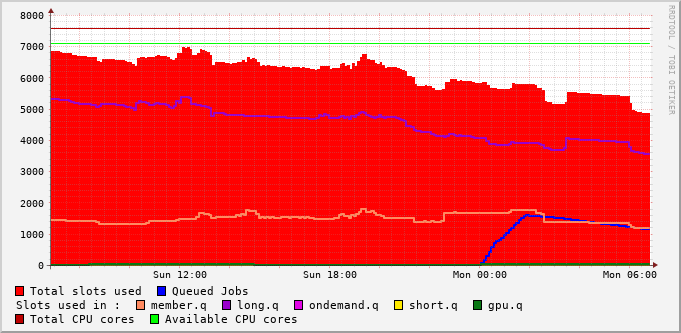 RRDTOOL / TOBI OETIKER
8000
7000
6000
5000
4000
3000
2000
1000
0
Sun 12:00 Sun 18:00 Mon 00:00 Mon 06:00
Total slots used Queued Jobs
Slots used in : member.q long.q ondemand.q short.q gpu.q
Total CPU cores Available CPU cores